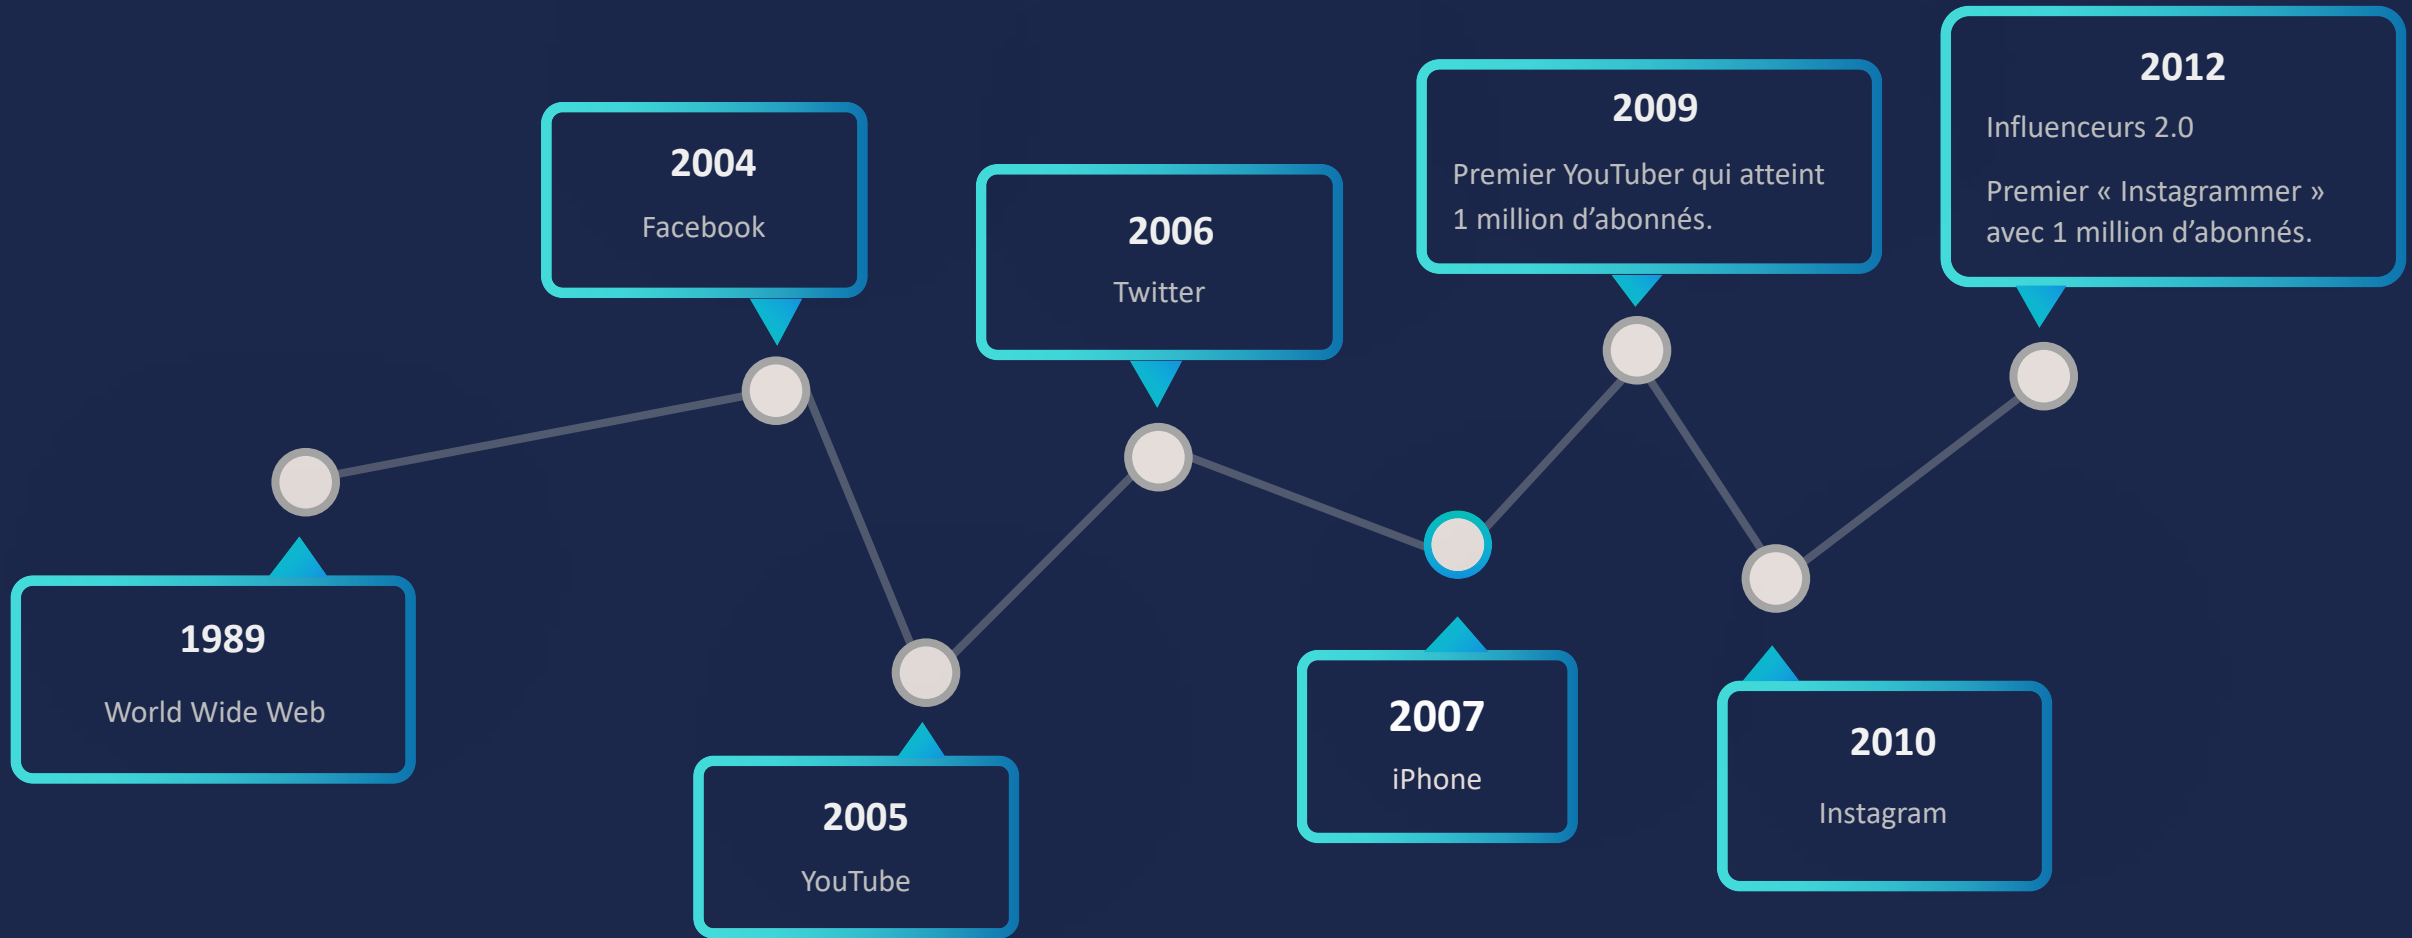 1989
World Wide Web
2004
Facebook
2005
YouTube
2006
Twitter
2007
iPhone
2009
Premier YouTuber qui atteint
1 million d’abonnés.
2010
Instagram
2012
Influenceurs 2.0
Premier « Instagrammer »
avec 1 million d’abonnés.